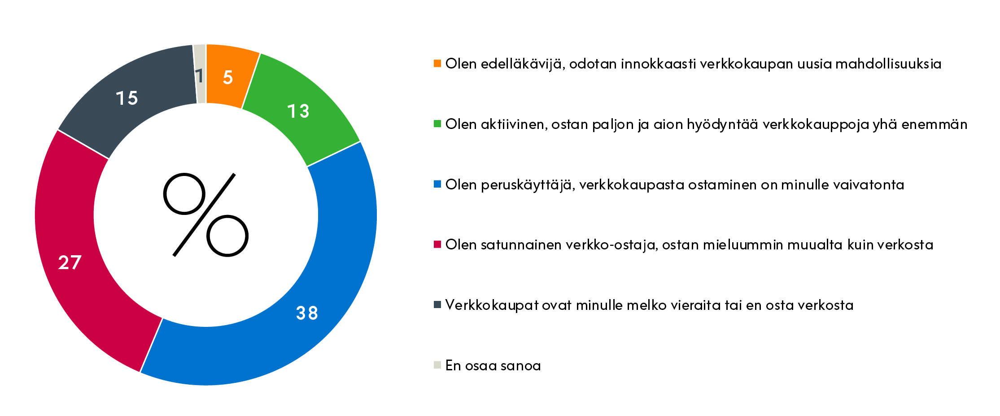 5
13
38
27
15
1
%
Olen edelläkävijä, odotan innokkaasti verkkokaupan uusia mahdollisuuksia
Olen aktiivinen, ostan paljon ja aion hyödyntää verkkokauppoja yhä enemmän
Olen peruskäyttäjä, verkkokaupasta ostaminen on minulle vaivatonta
Olen satunnainen verkko-ostaja, ostan mieluummin muualta kuin verkosta
Verkkokaupat ovat minulle melko vieraita tai en osta verkosta
En osaa sanoa